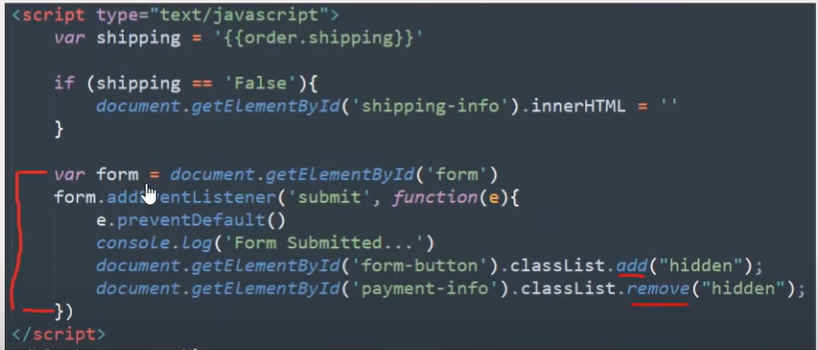 <script type="text/javascript">
var shipping = '{{order.shipping}}'
if (shipping == 'False'){
document.getElementById('shipping-info').innerHTML = ''
}
var form = document.getElementById('form')
form.addEventListener('submit', function(e){
e.preventDefault()
console.log('Form Submitted...')
document.getElementById('form-button').classList.add("hidden");
document.getElementById('payment-info').classList.remove("hidden");
})
</script>